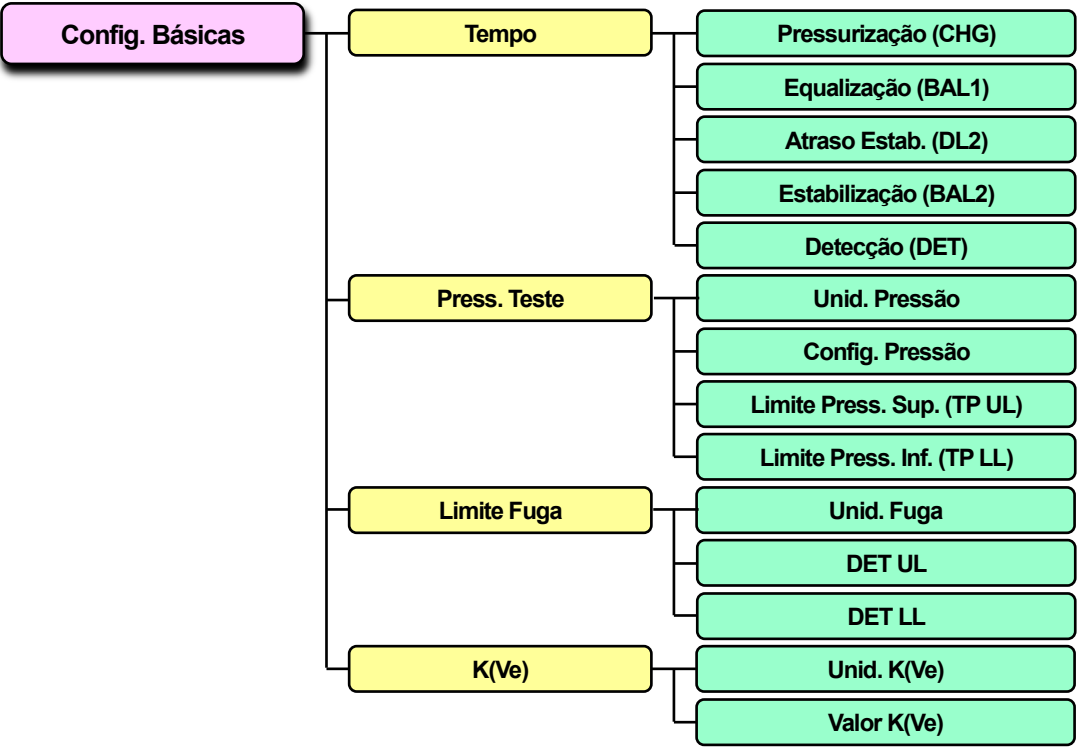 Config. Básicas
Tempo
Pressurização (CHG)
Equalização (BAL1)
Atraso Estab. (DL2)
Estabilização (BAL2)
Detecção (DET)
Press. Teste
Unid. Pressão
Config. Pressão
Limite Press. Sup. (TP UL)
Limite Press. Inf. (TP LL)
Limite Fuga
Unid. Fuga
DET UL
DET LL
K(Ve)
Unid. K(Ve)
Valor K(Ve)